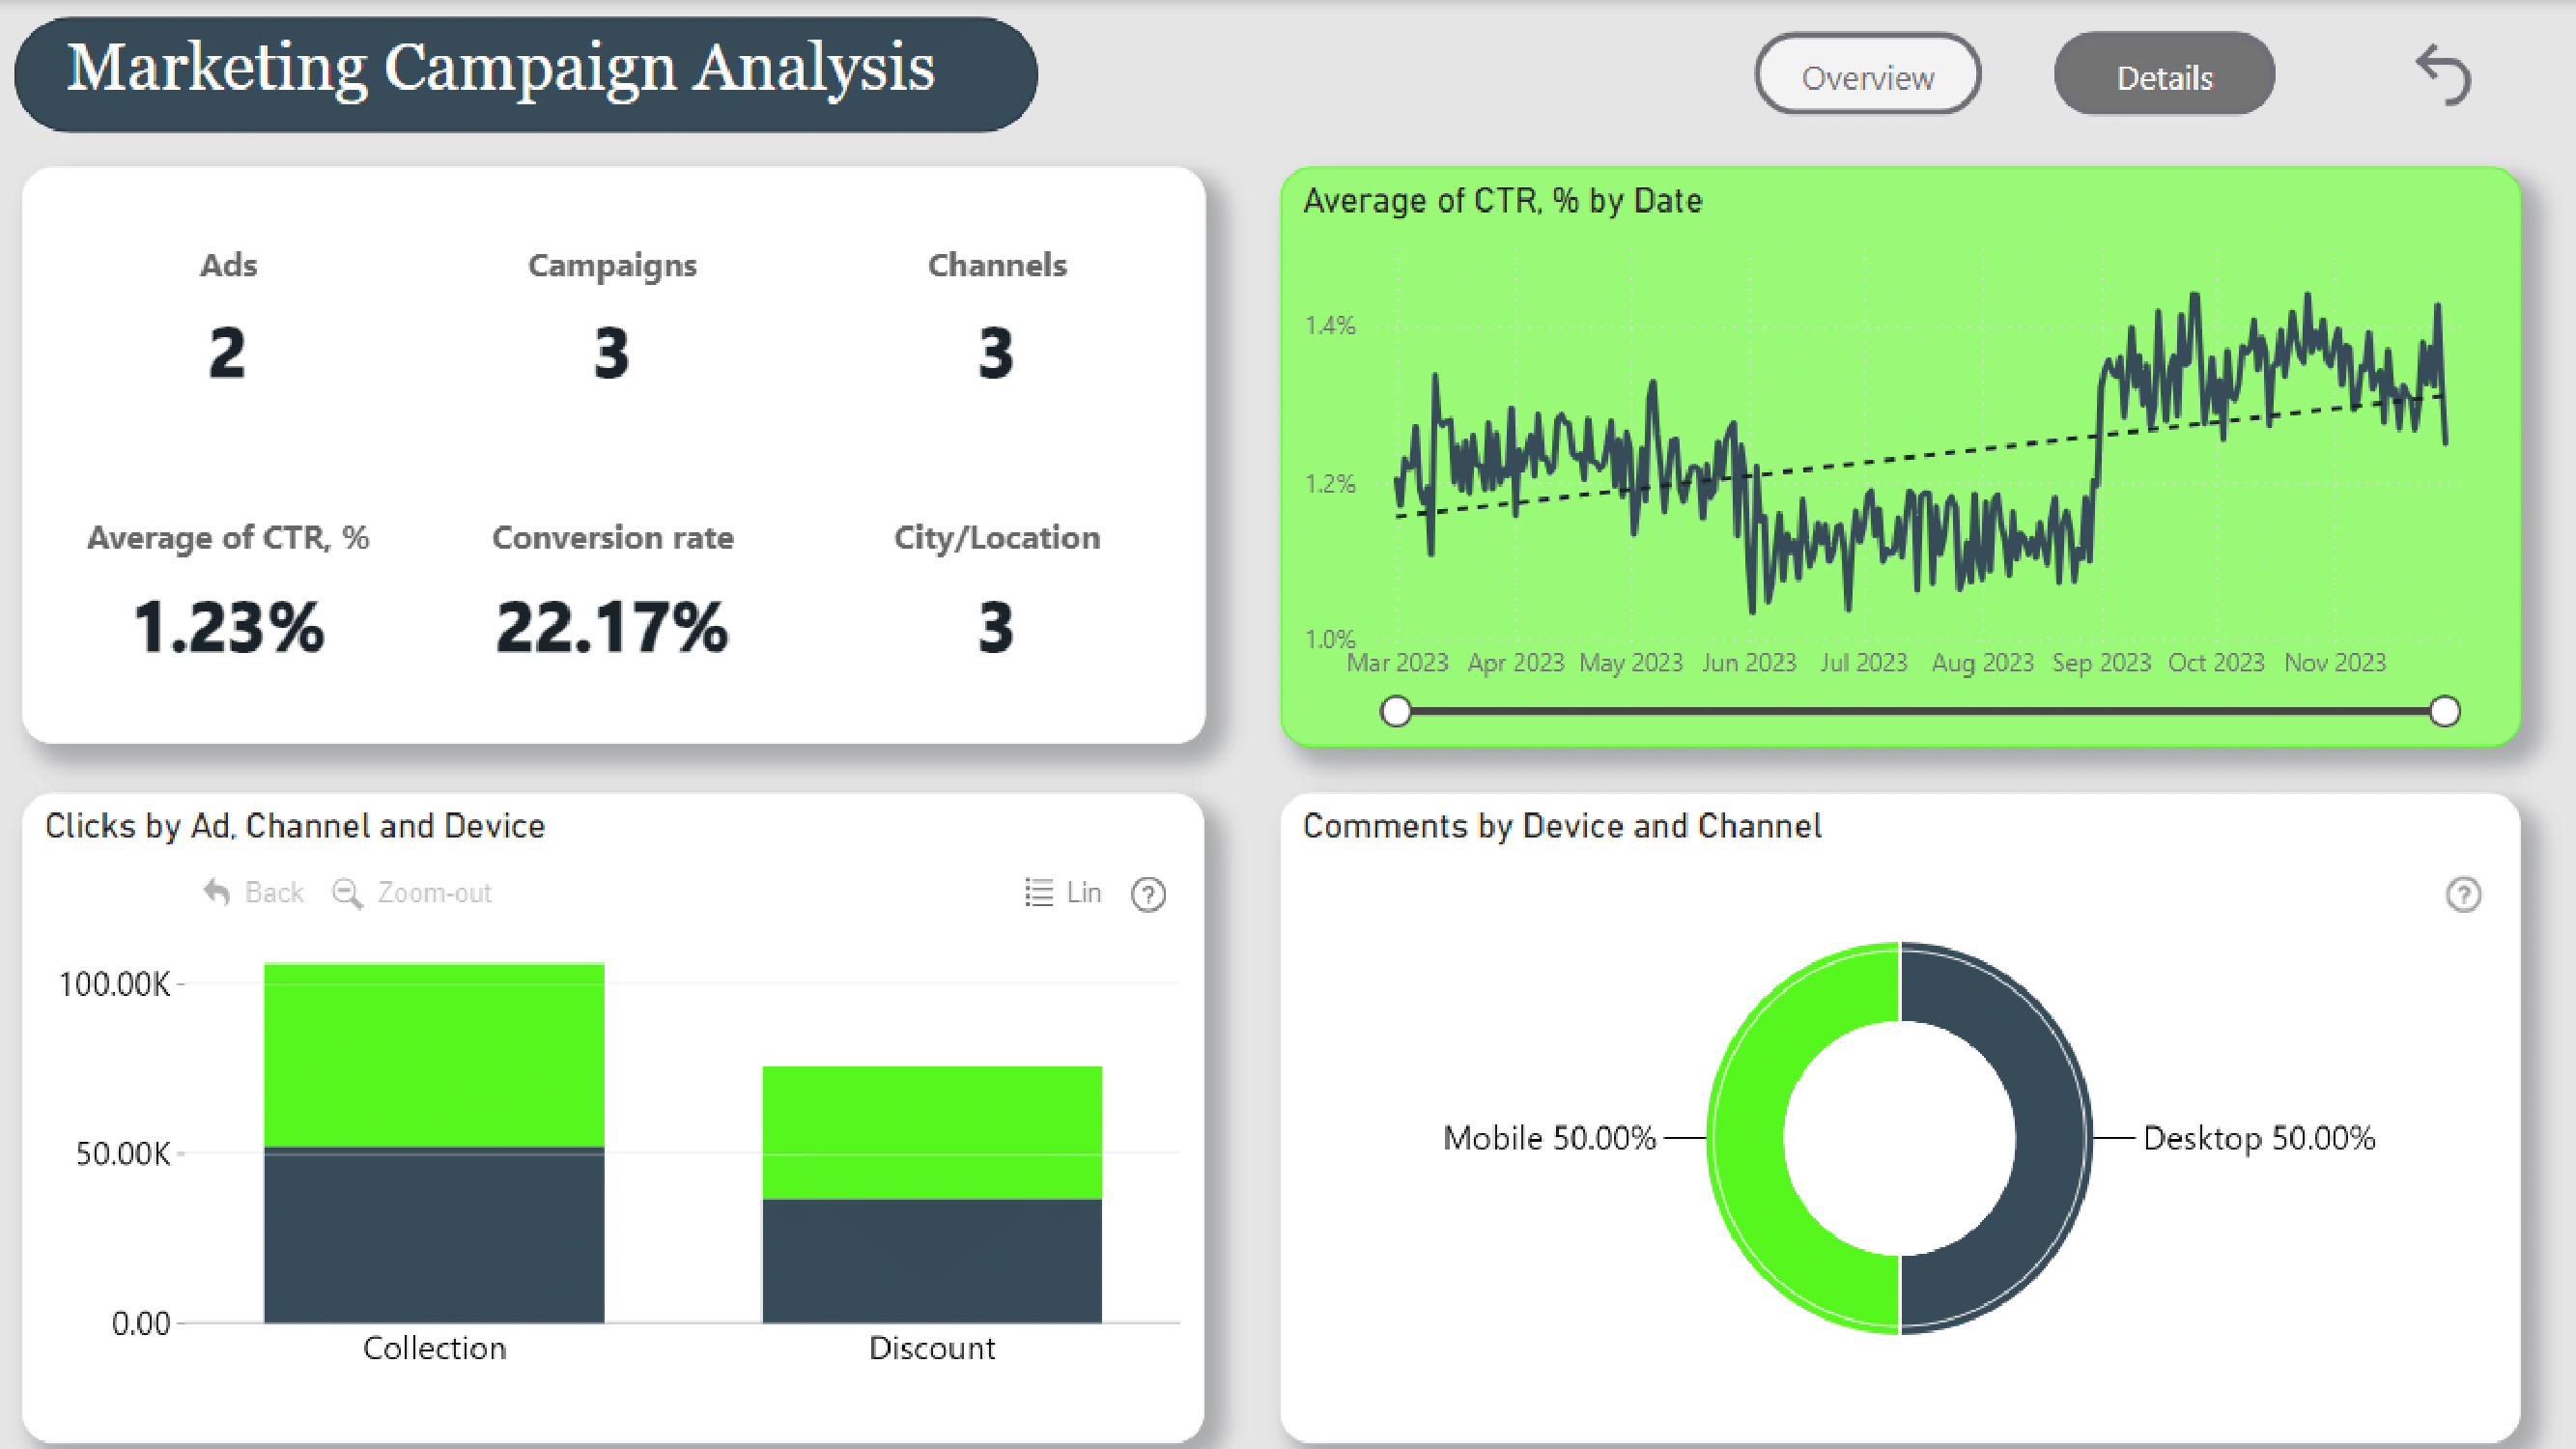 Marketing Campaign Analysis
Overview
Details
Ads
Campaigns
Channels
2
3
3
Average of CTR, %
Conversion rate
City/Location
1.23%
22.17%
3
Average of CTR, % by Date
1.4%
1.2%
1.0%
Mar 2023
Apr 2023
May 2023
Jun 2023
Jul 2023
Aug 2023
Sep 2023
Oct 2023
Nov 2023
Clicks by Ad, Channel and Device
Back
Zoom-out
Lin
?
100.00K
50.00K
0.00
Collection
Discount
Comments by Device and Channel
?
Mobile 50.00%
Desktop 50.00%